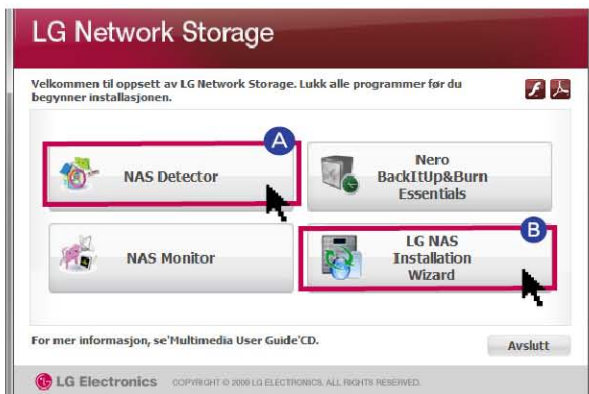 LG Network Storage
Velkommen til oppsett av LG Network Storage. Lukk alle programmer før du
begynner installasjonen.
A
NAS Detector
Nero
BackItUp&Burn
Essentials
NAS Monitor
B
LG NAS
Installation
Wizard
For mer informasjon, se'Multimedia User Guide'CD.
Avslutt
LG Electronics COPYRIGHT © 2009 LG ELECTRONICS. ALL RIGHTS RESERVED.